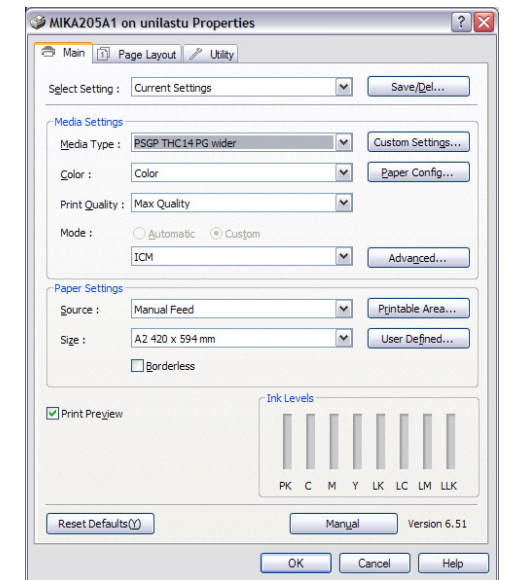 MIKA205A1 on unilastu Properties
Main Page Layout Utility
Select Setting : Current Settings Save/Del...
Media Settings
Media Type : PSGP THC14 PG wider Custom Settings...
Color : Color Paper Config...
Print Quality : Max Quality
Mode : Automatic Custom
ICM Advanced...
Paper Settings
Source : Manual Feed Printable Area...
Size : A2 420 x 594 mm User Defined...
Borderless
Ink Levels
Print Preview
PK C M Y LK LC LM LLK
Reset Defaults(Y) Manual Version 6.51
OK Cancel Help